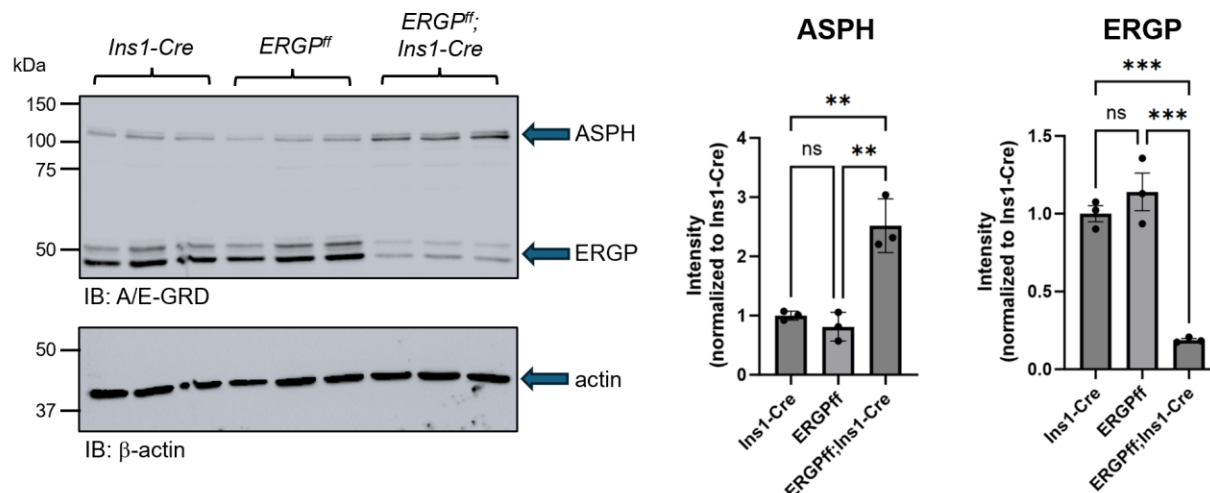 Ins1-Cre
ERGPff
ERGPff;
Ins1-Cre
kDa
150
100
75
50
ASPH
ERGP
IB: A/E-GRD
50
37
actin
IB: β-actin
ASPH
**
ns
**
Intensity
(normalized to Ins1-Cre)
4
3
2
1
0
Ins1-Cre
ERGPff
ERGPff;Ins1-Cre
ERGP
***
ns
***
Intensity
(normalized to Ins1-Cre)
1.5
1.0
0.5
0.0
Ins1-Cre
ERGPff
ERGPff;Ins1-Cre